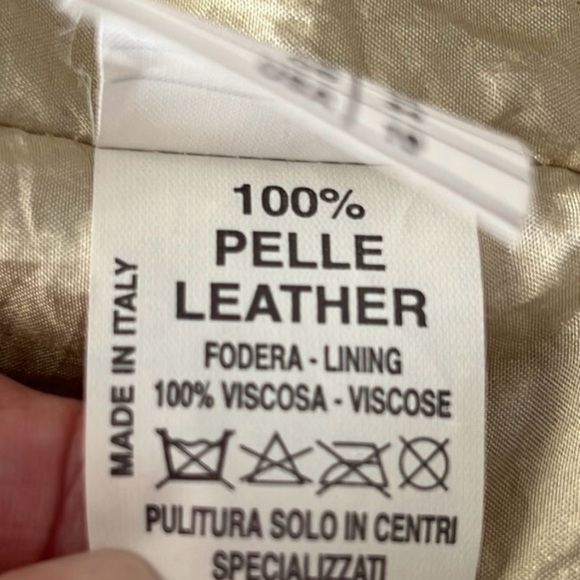 100%
PELLE
LEATHER
FODERA - LINING
100% VISCOSA - VISCOSE
PULITURA SOLO IN CENTRI
SPECIALIZZATI
MADE IN ITALY